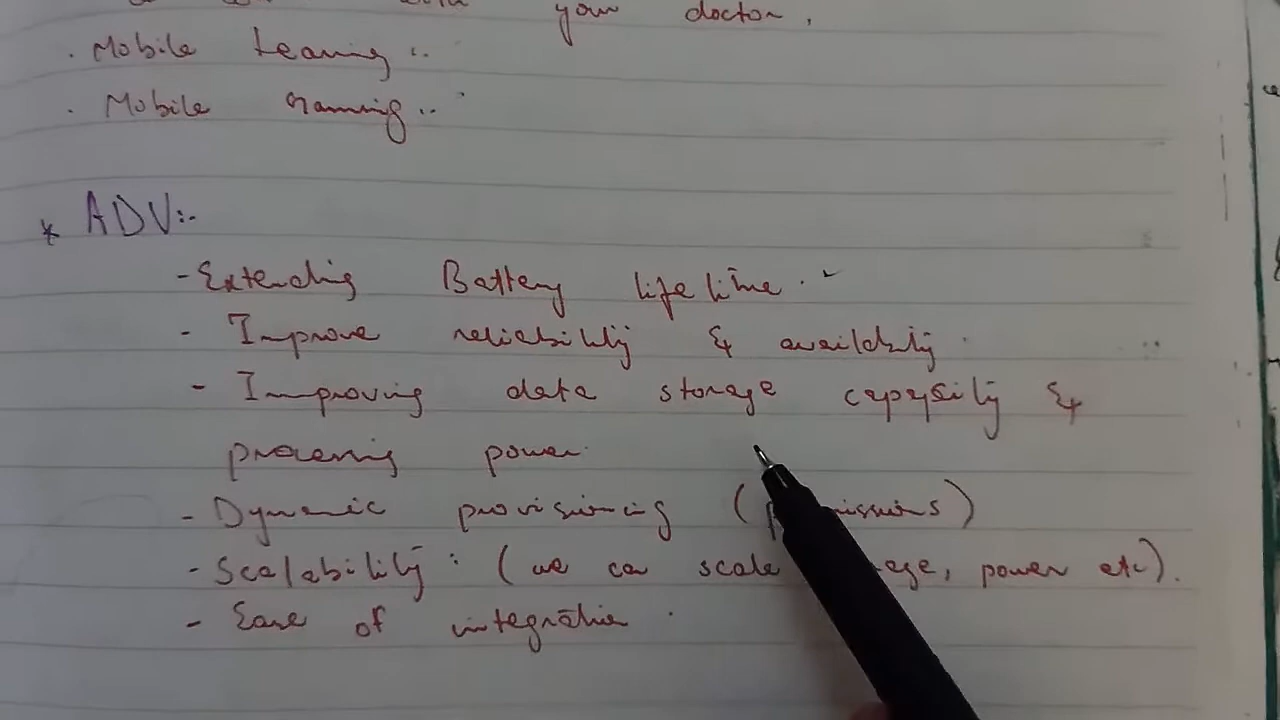 your doctor.
. Mobile Learning ..
. Mobile Gaming ..
* ADV:-
- Extending Battery lifetime.
- Improve reliability & availability
- Improving data storage capacity &
processing power.
- Dynamic provisioning (
- Scalability : (we can scale power etc).
- Ease of integration .